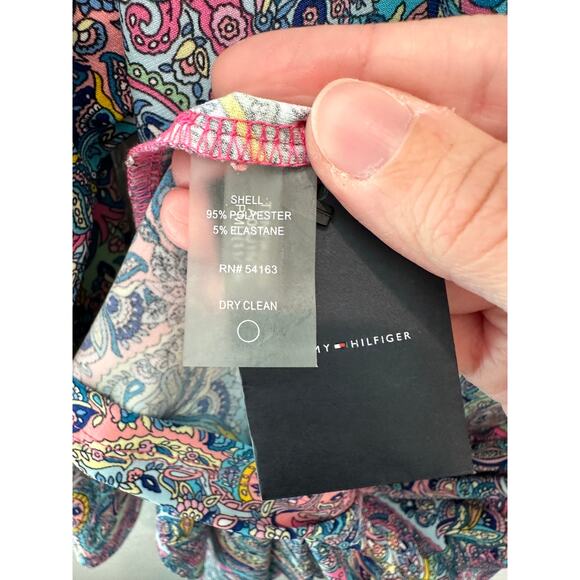 SHELL
95% POLYESTER
5% ELASTANE
RN# 54163
DRY CLEAN
MY HILFIGER